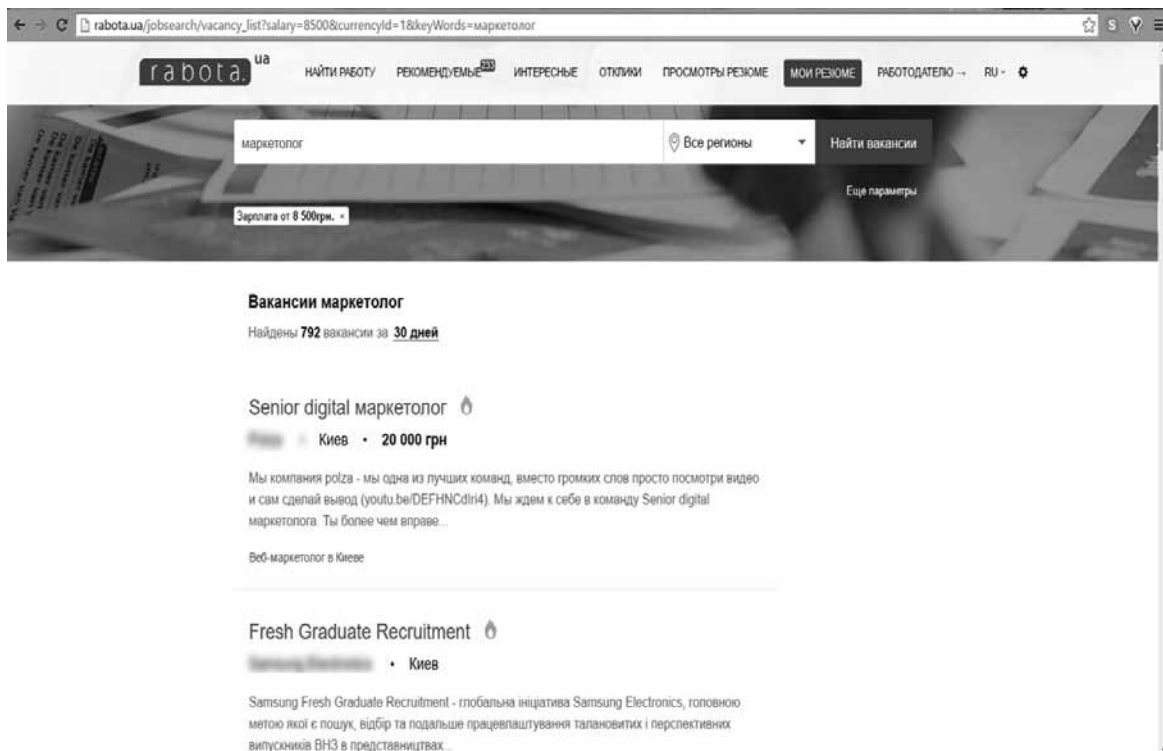 rabota.ua/jobsearch/vacancy_list?salary=8500&currencyId=1&keyWords=маркетолог
rabota.ua НАЙТИ РАБОТУ РЕКОМЕНДУЕМЫЕ 233 ИНТЕРЕСНЫЕ ОТКЛИКИ ПРОСМОТРЫ РЕЗЮМЕ МОИ РЕЗЮМЕ РАБОТОДАТЕЛЮ → RU
маркетолог Все регионы Найти вакансии
Еще параметры
Зарплата от 8 500грн. ×
Вакансии маркетолог
Найдены 792 вакансии за 30 дней
Senior digital маркетолог
Киев • 20 000 грн
Мы компания polza - мы одна из лучших команд, вместо громких слов просто посмотри видео
и сам сделай вывод (youtu.be/DEFHNCdIri4). Мы ждем к себе в команду Senior digital
маркетолога. Ты более чем вправе...
Веб-маркетолог в Киеве
Fresh Graduate Recruitment
Samsung Electronics • Киев
Samsung Fresh Graduate Recruitment - глобальна ініціатива Samsung Electronics, головною
метою якої є пошук, відбір та подальше працевлаштування талановитих і перспективних
випускників ВНЗ в представництвах...